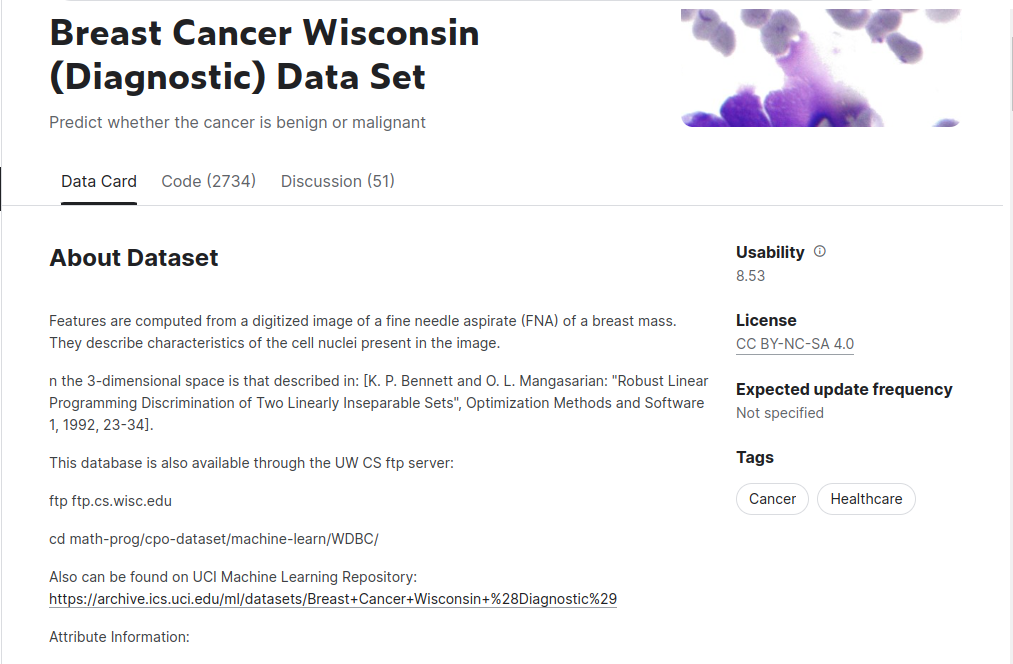 Breast Cancer Wisconsin
(Diagnostic) Data Set
Predict whether the cancer is benign or malignant
Data Card
Code (2734)
Discussion (51)
About Dataset
Features are computed from a digitized image of a fine needle aspirate (FNA) of a breast mass.
They describe characteristics of the cell nuclei present in the image.
n the 3-dimensional space is that described in: [K. P. Bennett and O. L. Mangasarian: "Robust Linear
Programming Discrimination of Two Linearly Inseparable Sets", Optimization Methods and Software
1, 1992, 23-34].
This database is also available through the UW CS ftp server:
ftp ftp.cs.wisc.edu
cd math-prog/cpo-dataset/machine-learn/WDBC/
Also can be found on UCI Machine Learning Repository:
https://archive.ics.uci.edu/ml/datasets/Breast+Cancer+Wisconsin+%28Diagnostic%29
Attribute Information:
Usability
8.53
License
CC BY-NC-SA 4.0
Expected update frequency
Not specified
Tags
Cancer
Healthcare